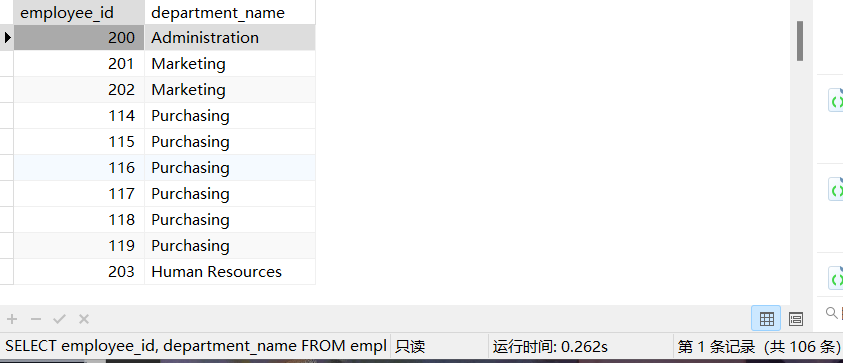 employee_id department_name
200 Administration
201 Marketing
202 Marketing
114 Purchasing
115 Purchasing
116 Purchasing
117 Purchasing
118 Purchasing
119 Purchasing
203 Human Resources
SELECT employee_id, department_name FROM empl 只读 运行时间: 0.262s 第 1 条记录 (共 106 条)